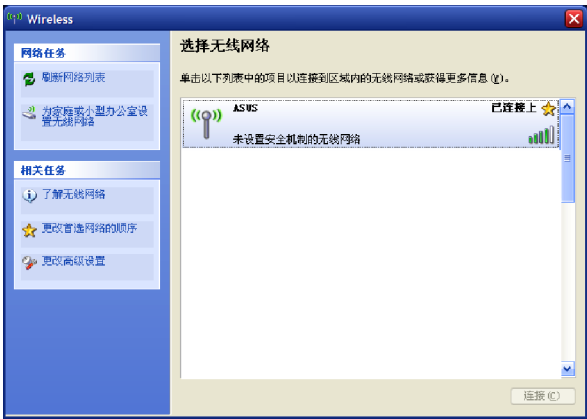 Wireless
网络任务
刷新网络列表
为家庭或小型办公室设
置无线网络
相关任务
了解无线网络
更改首选网络的顺序
更改高级设置
选择无线网络
单击以下列表中的项目以连接到区域内的无线网络或获得更多信息(W)。
ASUS
已连接上
未设置安全机制的无线网络
连接(C)